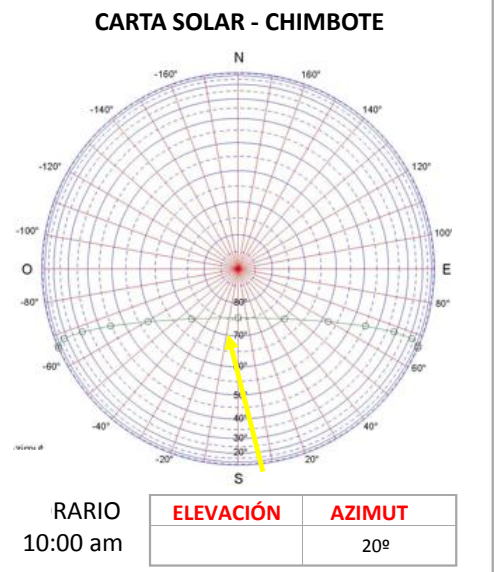 CARTA SOLAR - CHIMBOTE
N
-160° 160°
-140° 140°
-120° 120°
-100° 100°
O E
-80° 80° 80°
70°
-60° 60°
-40° 40° 40°
30°
20°
-20° 20°
S
RARIO ELEVACIÓN AZIMUT
10:00 am 20º